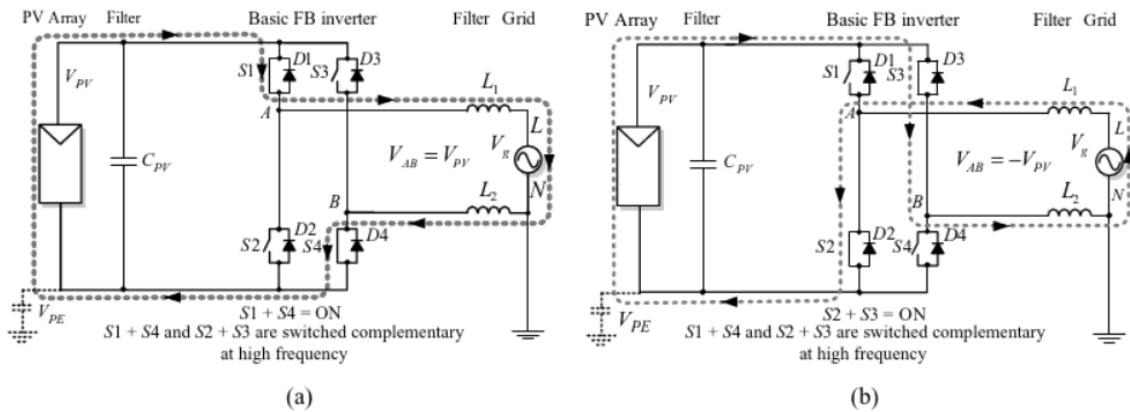 PV Array Filter Basic FB inverter Filter Grid
V_PV
S1 D1 S3 D3
L_1
A
L
C_PV
V_AB = V_PV
V_g
L_2 N
B
S2 D2 S4 D4
V_PE
S1 + S4 = ON
S1 + S4 and S2 + S3 are switched complementary
at high frequency
(a)
PV Array Filter Basic FB inverter Filter Grid
V_PV
S1 D1 S3 D3
L_1
A
L
C_PV
V_AB = −V_PV
V_g
L_2 N
B
S2 D2 S4 D4
V_PE
S2 + S3 = ON
S1 + S4 and S2 + S3 are switched complementary
at high frequency
(b)